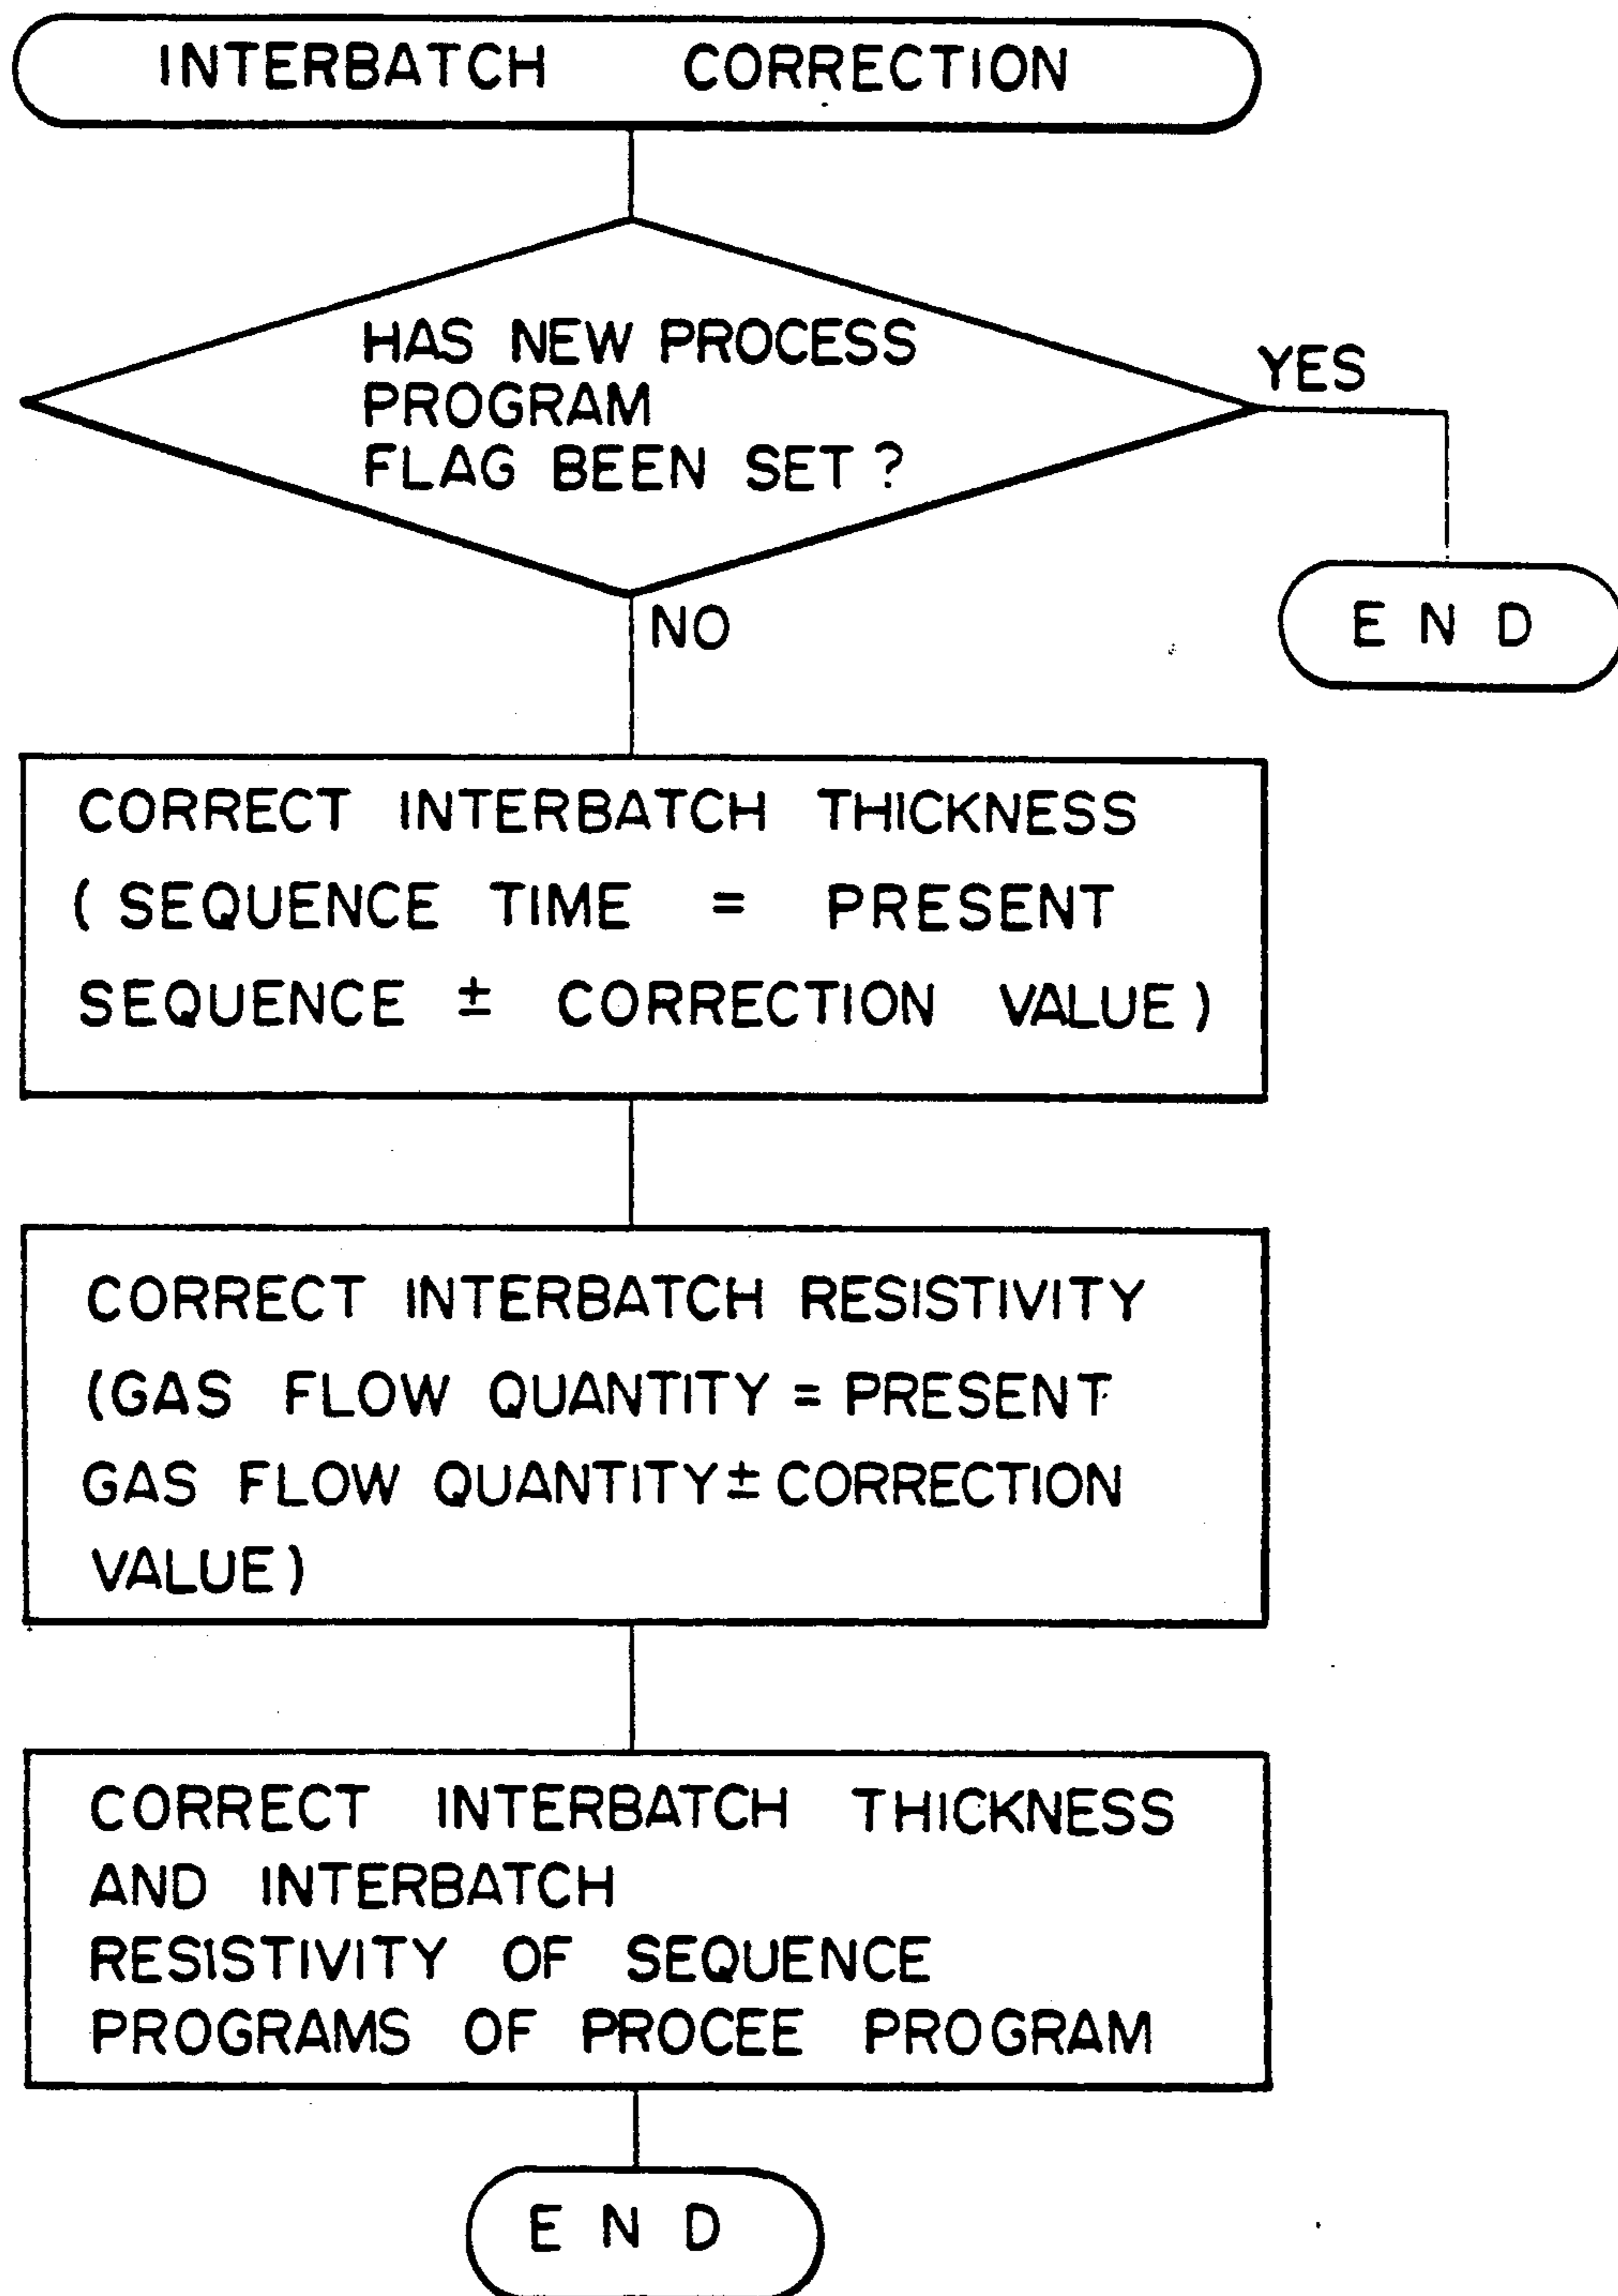 INTERBATCH CORRECTION
HAS NEW PROCESS
PROGRAM
FLAG BEEN SET ?
YES
END
NO
CORRECT INTERBATCH THICKNESS
( SEQUENCE TIME = PRESENT
SEQUENCE ± CORRECTION VALUE )
CORRECT INTERBATCH RESISTIVITY
(GAS FLOW QUANTITY = PRESENT
GAS FLOW QUANTITY ± CORRECTION
VALUE )
CORRECT INTERBATCH THICKNESS
AND INTERBATCH
RESISTIVITY OF SEQUENCE
PROGRAMS OF PROCEE PROGRAM
END